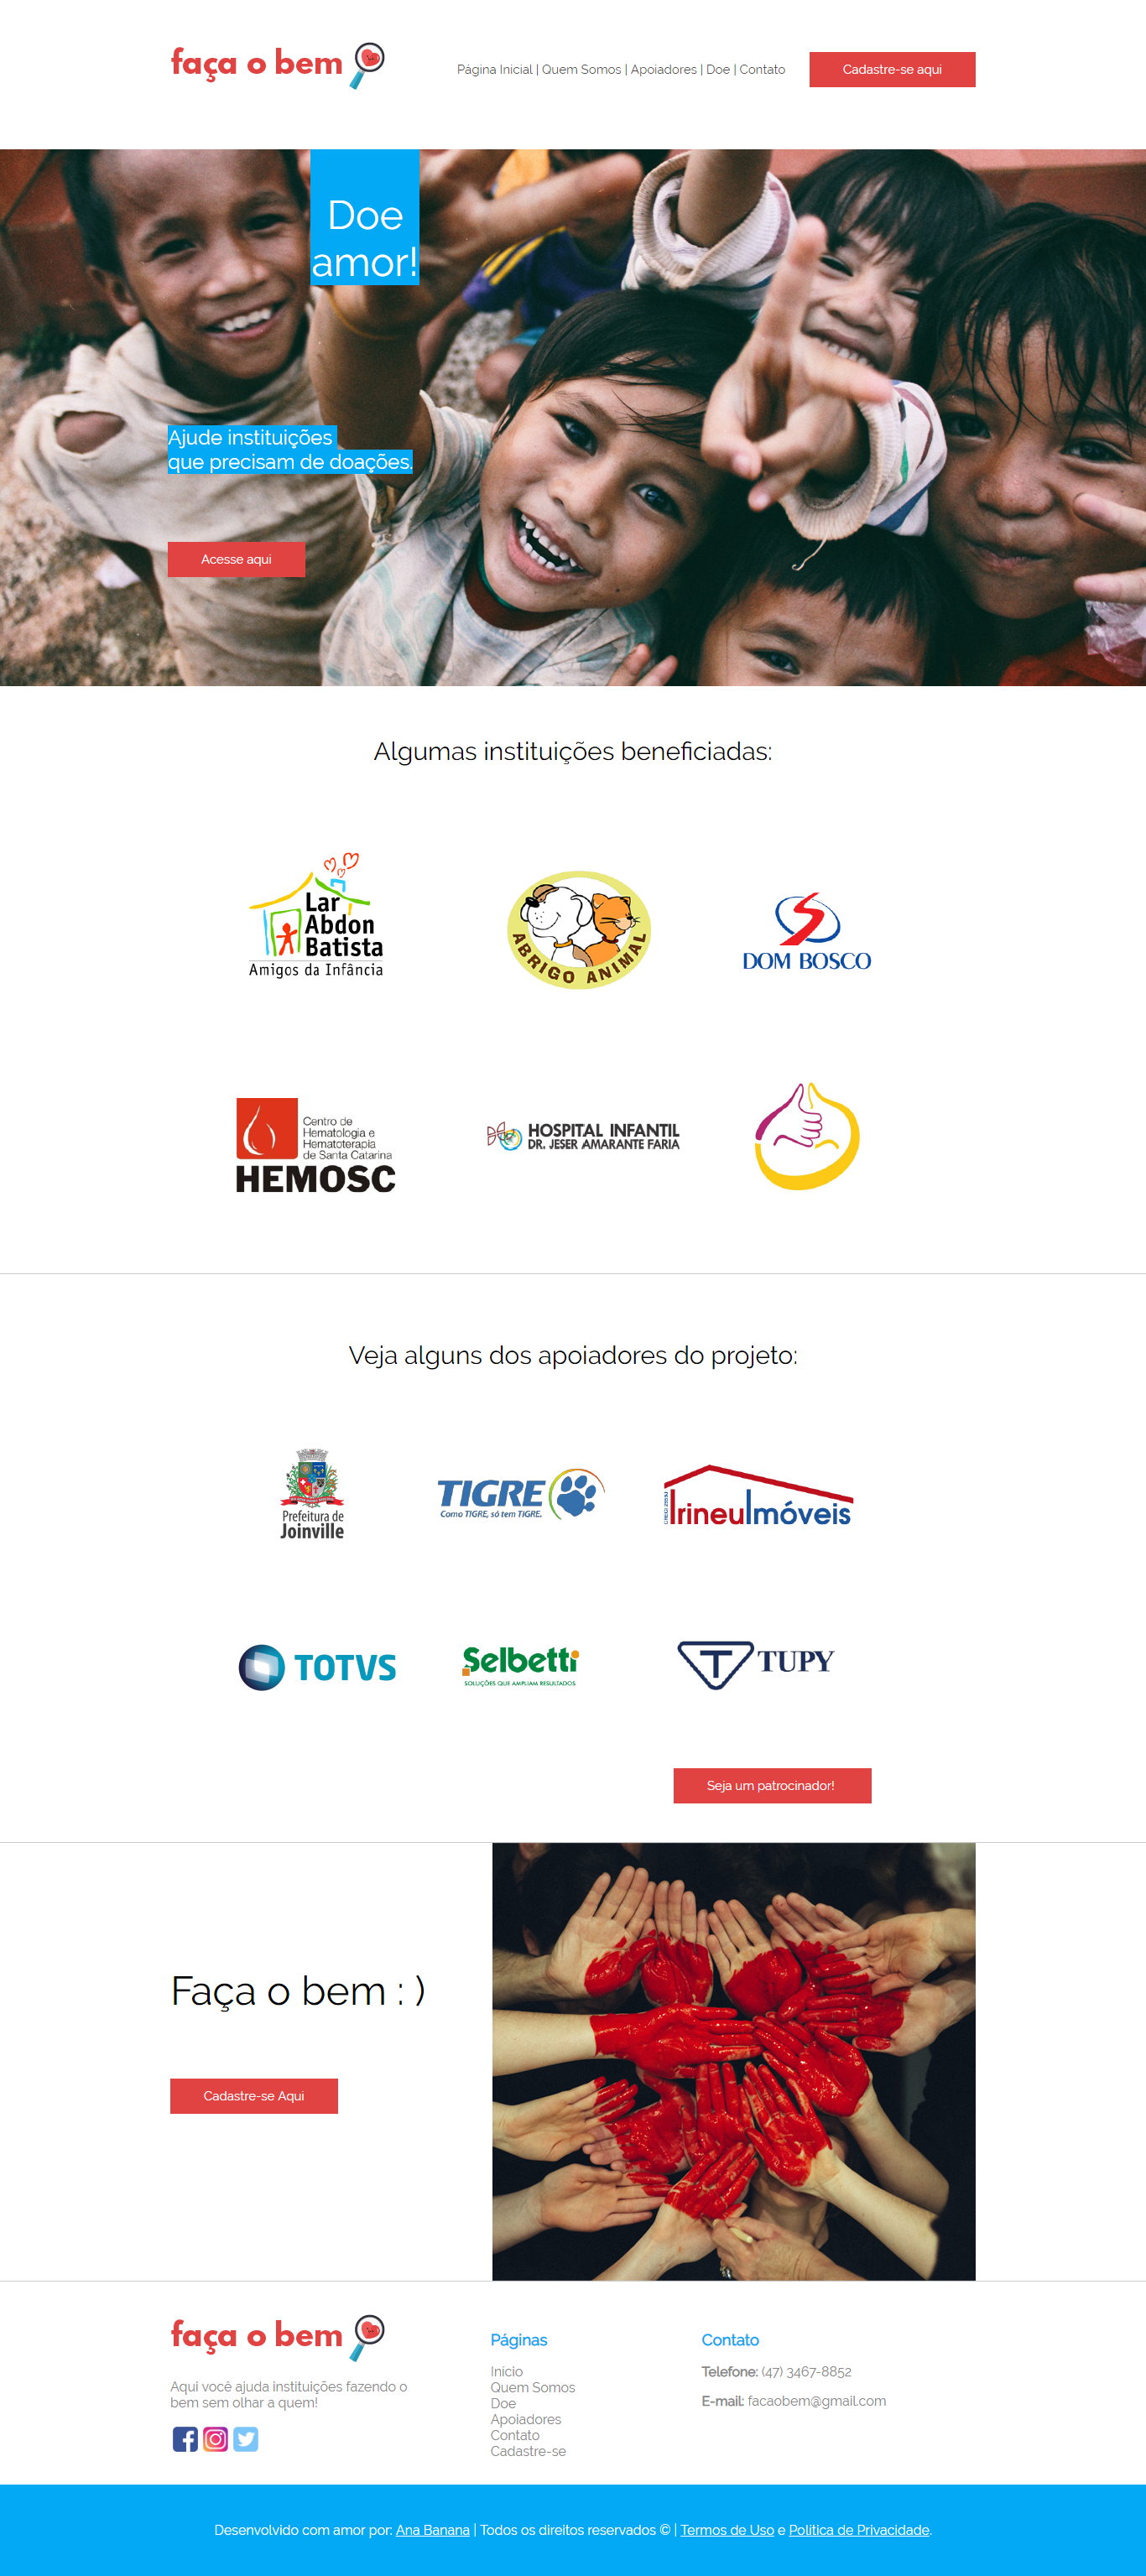 faça o bem
Página Inicial | Quem Somos | Apoiadores | Doe | Contato
Cadastre-se aqui
Doe
amor!
Ajude instituições
que precisam de doações.
Acesse aqui
Algumas instituições beneficiadas:
Lar
Abdon
Batista
Amigos da Infância
ABRIGO ANIMAL
DOM BOSCO
Centro de
Hematologia e
Hematoterapia
de Santa Catarina
HEMOSC
HOSPITAL INFANTIL
DR. JESER AMARANTE FARIA
Veja alguns dos apoiadores do projeto:
Prefeitura de
Joinville
TIGRE
Como TIGRE, só tem TIGRE.
IrineuImóveis
TOTVS
Selbetti
SOLUÇÕES QUE AMPLIAM RESULTADOS
T TUPY
Seja um patrocinador!
Faça o bem : )
Cadastre-se Aqui
faça o bem
Aqui você ajuda instituições fazendo o
bem sem olhar a quem!
Páginas
Inicio
Quem Somos
Doe
Apoiadores
Contato
Cadastre-se
Contato
Telefone: (47) 3467-8852
E-mail: facaobem@gmail.com
Desenvolvido com amor por: Ana Banana | Todos os direitos reservados © | Termos de Uso e Política de Privacidade.